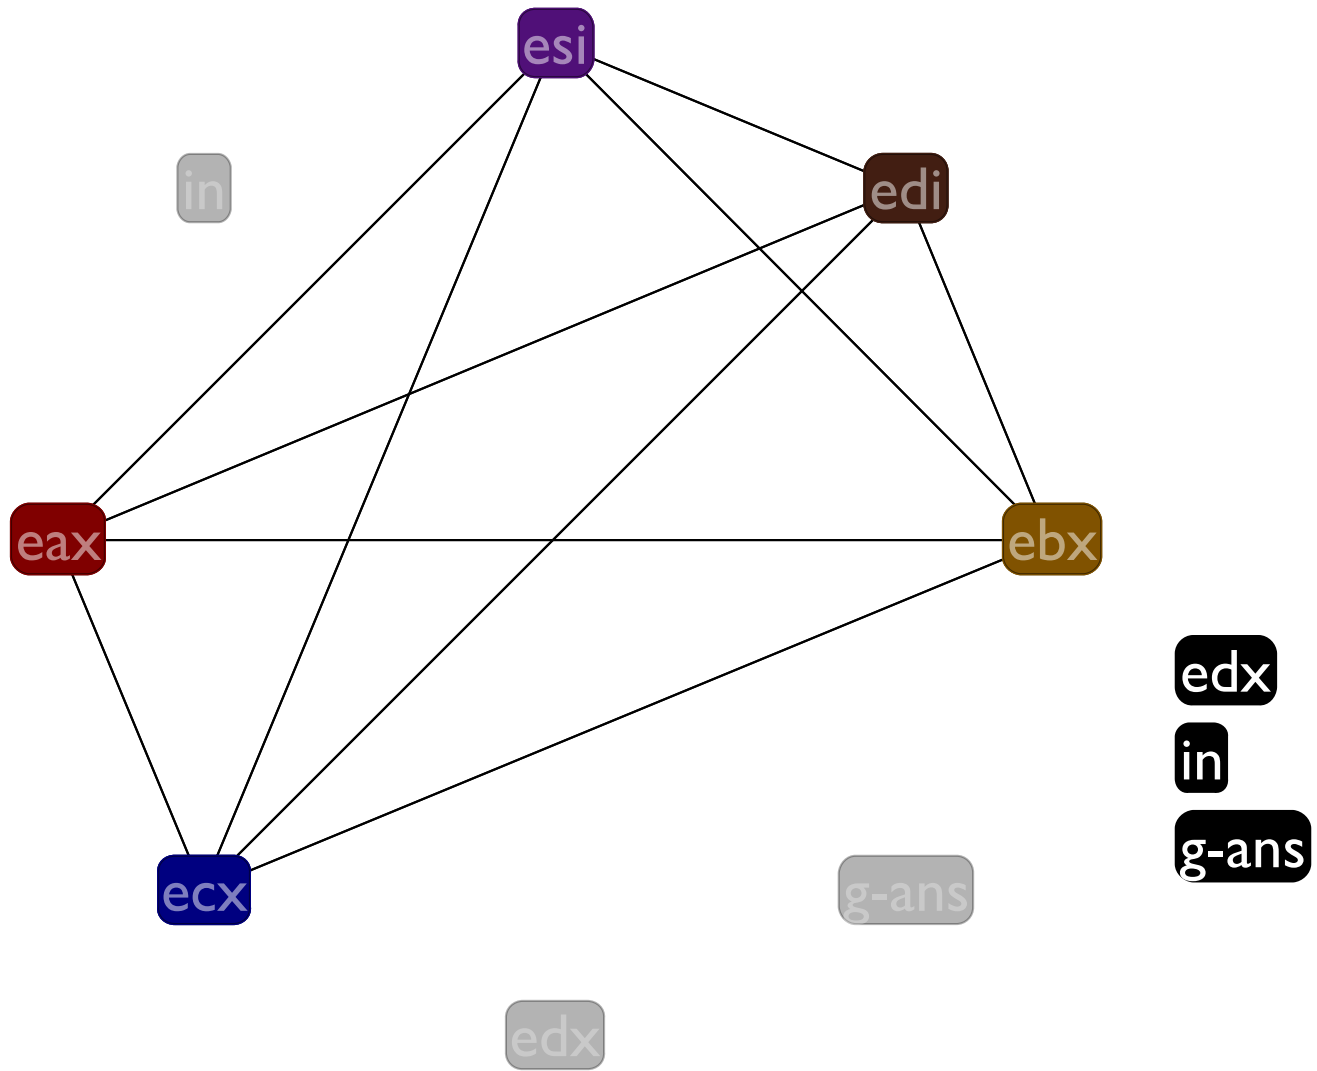 esi
in
edi
eax
ebx
edx
in
g-ans
ecx
g-ans
edx